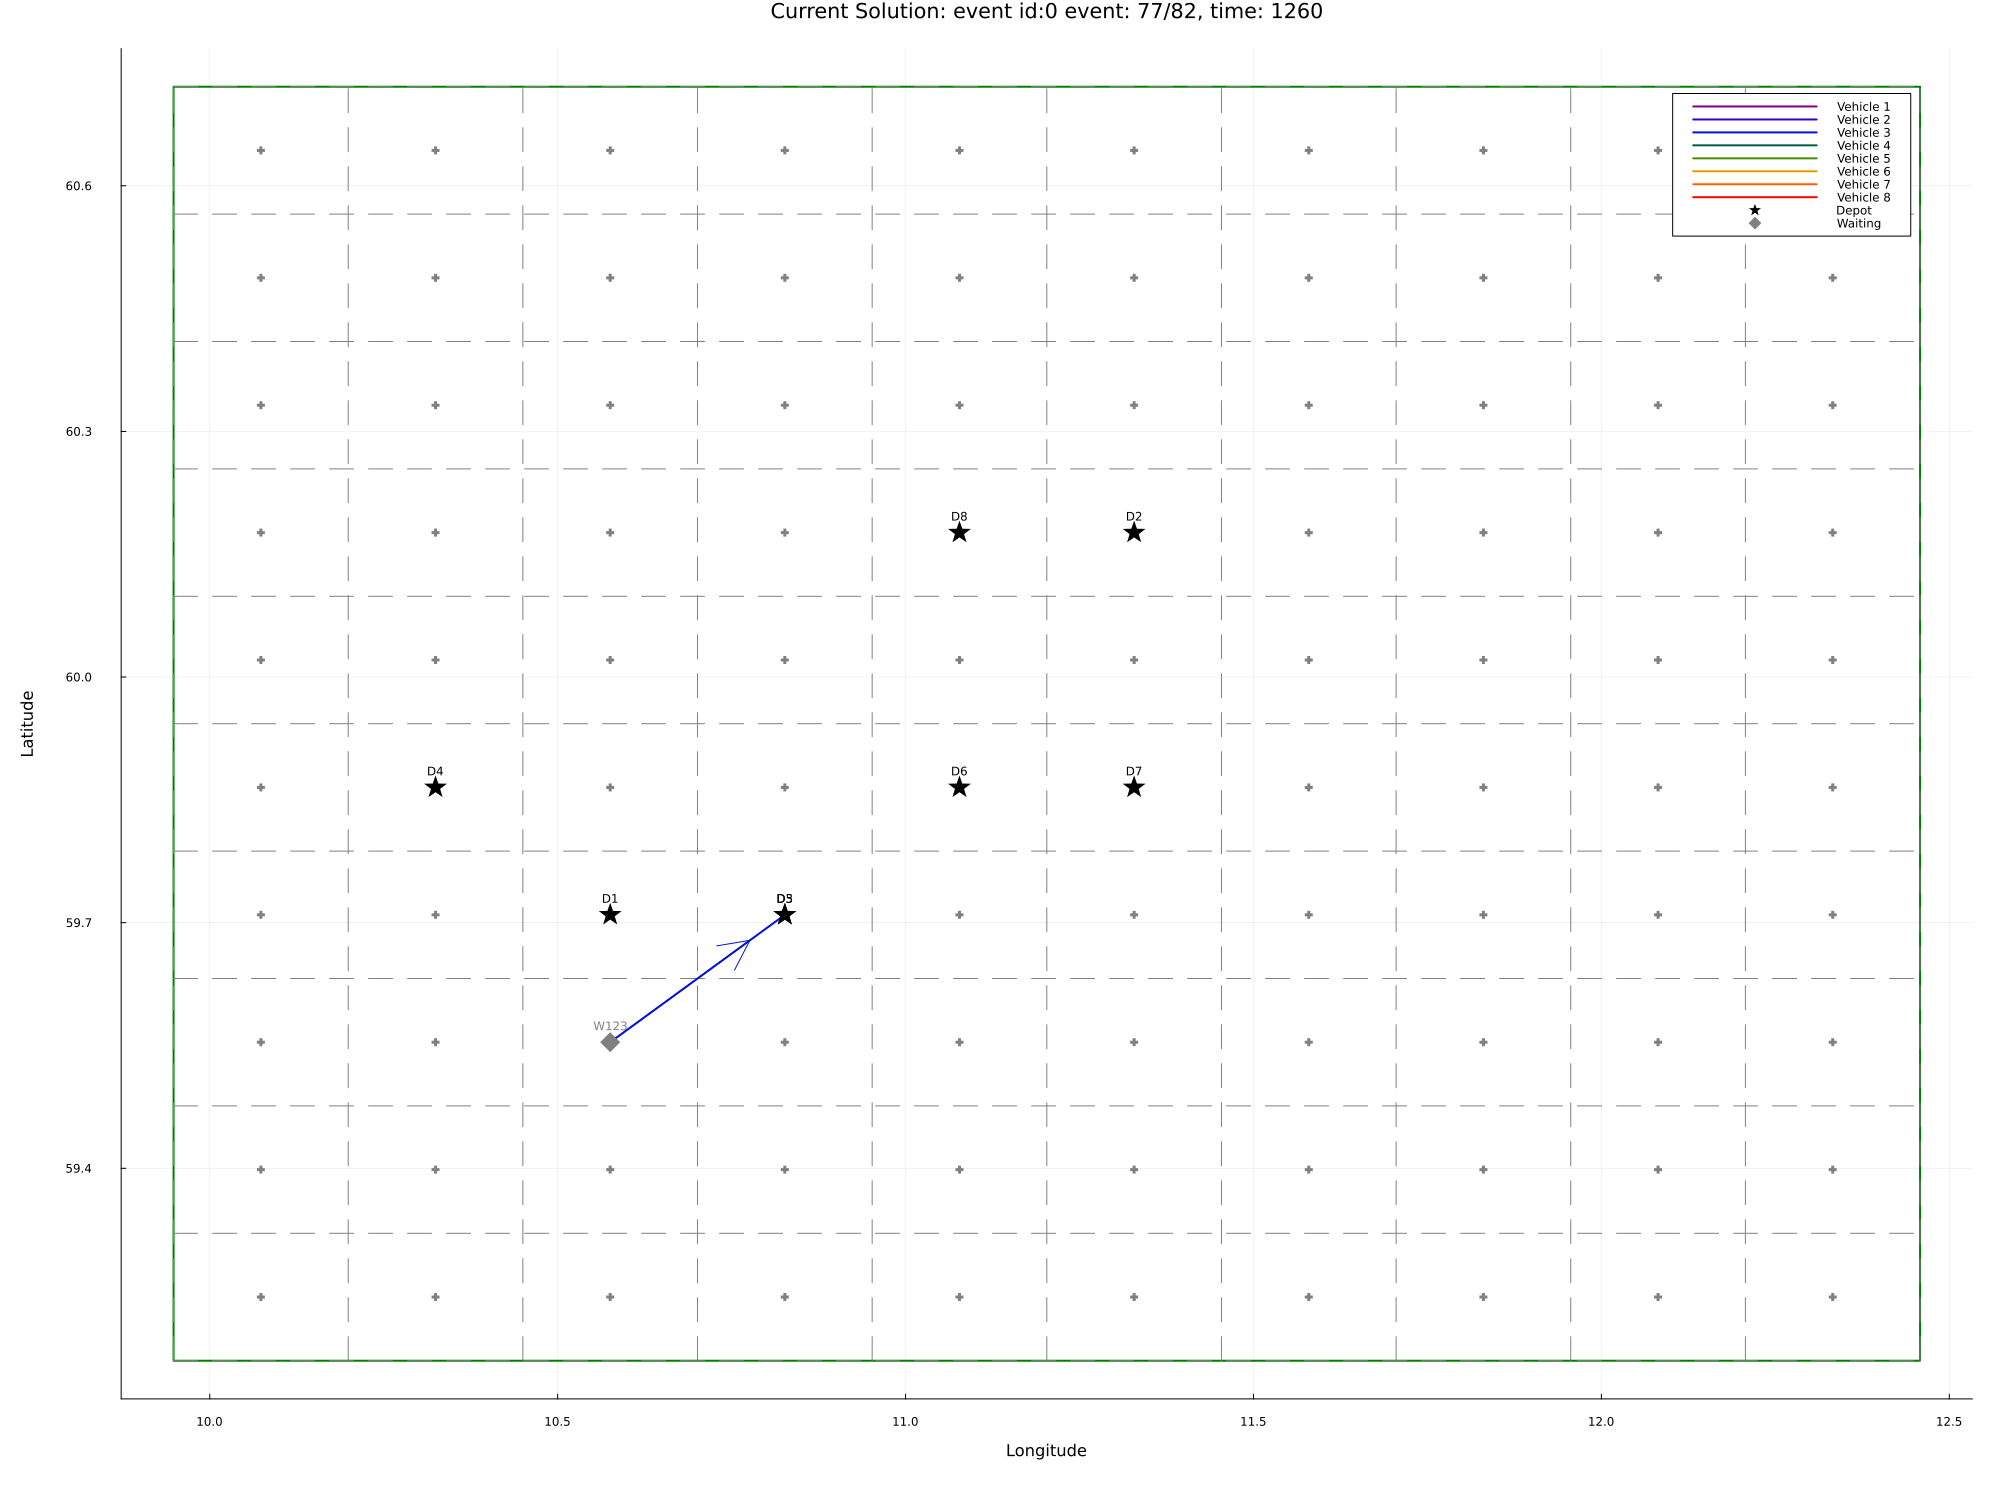 Current Solution: event id:0 event: 77/82, time: 1260
Vehicle 1
Vehicle 2
Vehicle 3
Vehicle 4
Vehicle 5
Vehicle 6
Vehicle 7
Vehicle 8
Depot
Waiting
60.6
60.3
60.0
59.7
59.4
Latitude
D8
D2
D4
D6
D7
D1
W123
10.0
10.5
11.0
11.5
12.0
12.5
Longitude